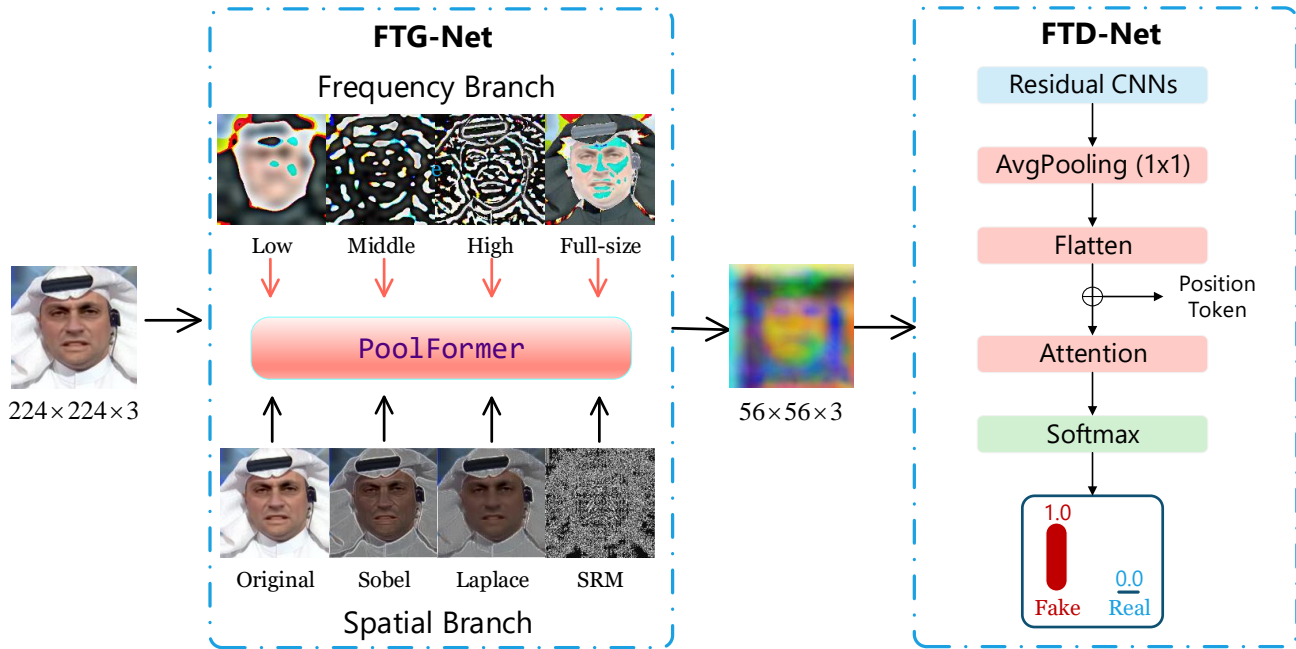 FTG-Net
Frequency Branch
Low Middle High Full-size
PoolFormer
Original Sobel Laplace SRM
Spatial Branch
224×224×3
56×56×3
FTD-Net
Residual CNNs
AvgPooling (1x1)
Flatten
Position
Token
Attention
Softmax
1.0
0.0
Fake Real